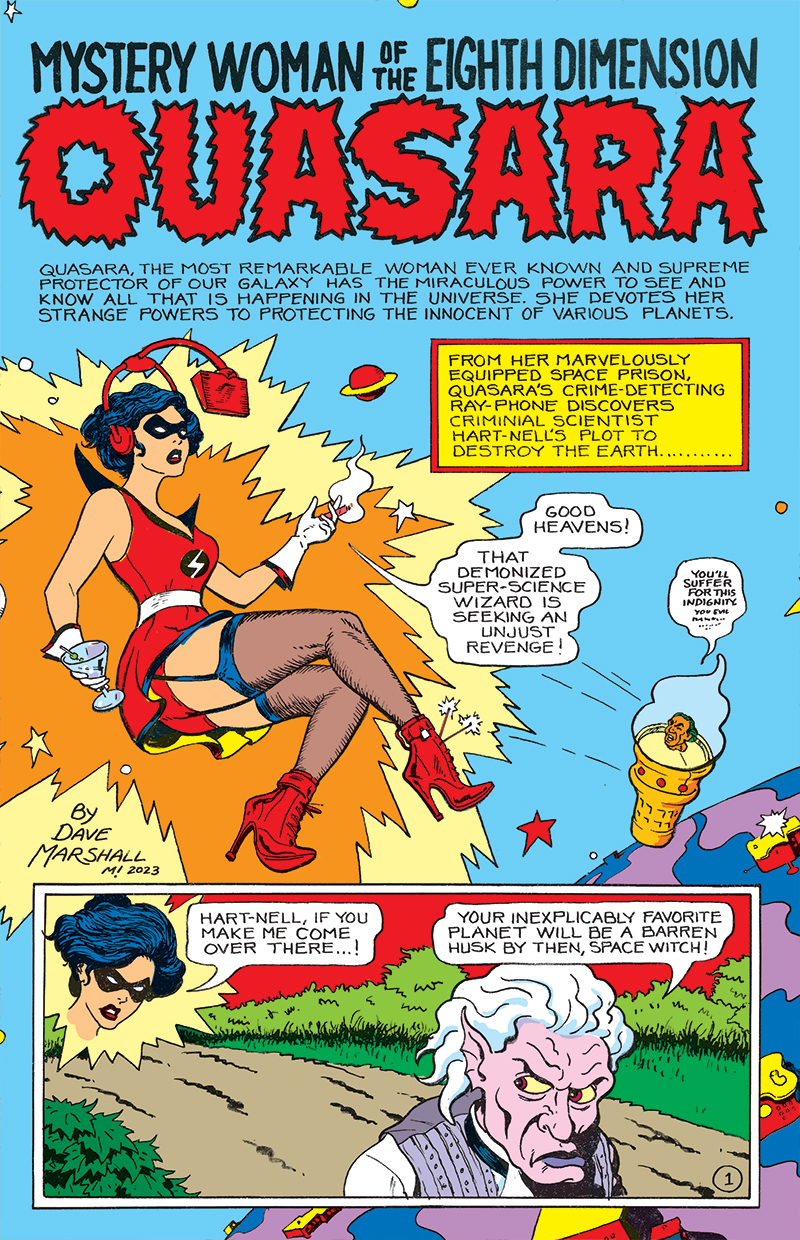 MYSTERY WOMAN OF THE EIGHTH DIMENSION
QUASARA
QUASARA, THE MOST REMARKABLE WOMAN EVER KNOWN AND SUPREME
PROTECTOR OF OUR GALAXY HAS THE MIRACULOUS POWER TO SEE AND
KNOW ALL THAT IS HAPPENING IN THE UNIVERSE. SHE DEVOTES HER
STRANGE POWERS TO PROTECTING THE INNOCENT OF VARIOUS PLANETS.
FROM HER MARVELOUSLY
EQUIPPED SPACE PRISON,
QUASARA'S CRIME-DETECTING
RAY-PHONE DISCOVERS
CRIMINIAL SCIENTIST
HART-NELL'S PLOT TO
DESTROY THE EARTH..........
GOOD
HEAVENS!
THAT
DEMONIZED
SUPER-SCIENCE
WIZARD IS
SEEKING AN
UNJUST
REVENGE!
YOU'LL
SUFFER
FOR THIS
INDIGNITY
YOU EVIL
BY
DAVE
MARSHALL
M! 2023
HART-NELL, IF YOU
MAKE ME COME
OVER THERE...!
YOUR INEXPLICABLY FAVORITE
PLANET WILL BE A BARREN
HUSK BY THEN, SPACE WITCH!
1